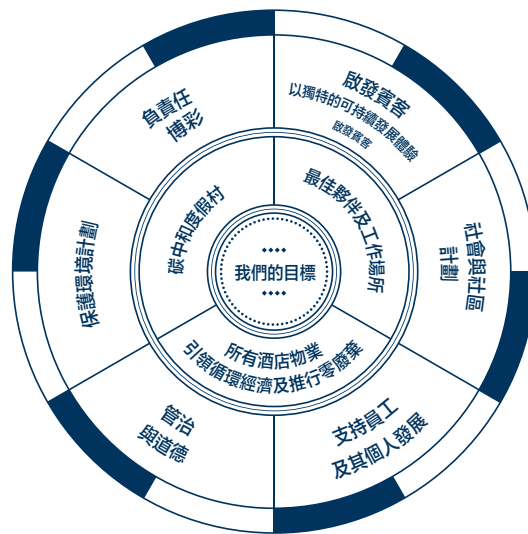 我們的目標
碳中和度假村
最佳夥伴及工作場所
所有酒店物業
引領循環經濟及推行零廢棄
負責任
博彩
啟發賓客
以獨特的可持續發展體驗
啟發賓客
社會與社區
計劃
支持員工
及其個人發展
管治
與道德
保護環境計劃